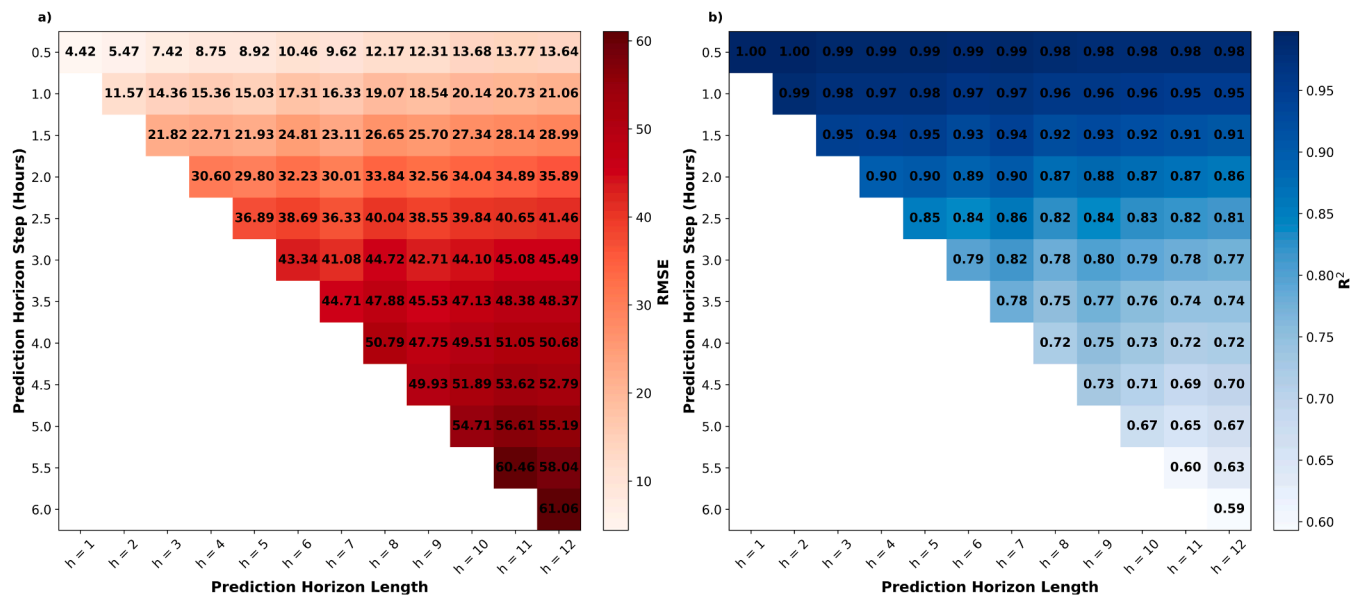 a)
0.5 4.42 5.47 7.42 8.75 8.92 10.46 9.62 12.17 12.31 13.68 13.77 13.64
1.0 11.57 14.36 15.36 15.03 17.31 16.33 19.07 18.54 20.14 20.73 21.06
1.5 21.82 22.71 21.93 24.81 23.11 26.65 25.70 27.34 28.14 28.99
2.0 30.60 29.80 32.23 30.01 33.84 32.56 34.04 34.89 35.89
2.5 36.89 38.69 36.33 40.04 38.55 39.84 40.65 41.46
3.0 43.34 41.08 44.72 42.71 44.10 45.08 45.49
3.5 44.71 47.88 45.53 47.13 48.38 48.37
4.0 50.79 47.75 49.51 51.05 50.68
4.5 49.93 51.89 53.62 52.79
5.0 54.71 56.61 55.19
5.5 60.46 58.04
6.0 61.06
h = 1 h = 2 h = 3 h = 4 h = 5 h = 6 h = 7 h = 8 h = 9 h = 10 h = 11 h = 12
Prediction Horizon Length
Prediction Horizon Step (Hours)
60
50
40
30
20
10
RMSE
b)
0.5 1.00 1.00 0.99 0.99 0.99 0.99 0.99 0.98 0.98 0.98 0.98 0.98
1.0 0.99 0.98 0.97 0.98 0.97 0.97 0.96 0.96 0.96 0.95 0.95
1.5 0.95 0.94 0.95 0.93 0.94 0.92 0.93 0.92 0.91 0.91
2.0 0.90 0.90 0.89 0.90 0.87 0.88 0.87 0.87 0.86
2.5 0.85 0.84 0.86 0.82 0.84 0.83 0.82 0.81
3.0 0.79 0.82 0.78 0.80 0.79 0.78 0.77
3.5 0.78 0.75 0.77 0.76 0.74 0.74
4.0 0.72 0.75 0.73 0.72 0.72
4.5 0.73 0.71 0.69 0.70
5.0 0.67 0.65 0.67
5.5 0.60 0.63
6.0 0.59
h = 1 h = 2 h = 3 h = 4 h = 5 h = 6 h = 7 h = 8 h = 9 h = 10 h = 11 h = 12
Prediction Horizon Length
Prediction Horizon Step (Hours)
0.95
0.90
0.85
0.80
0.75
0.70
0.65
0.60
R²